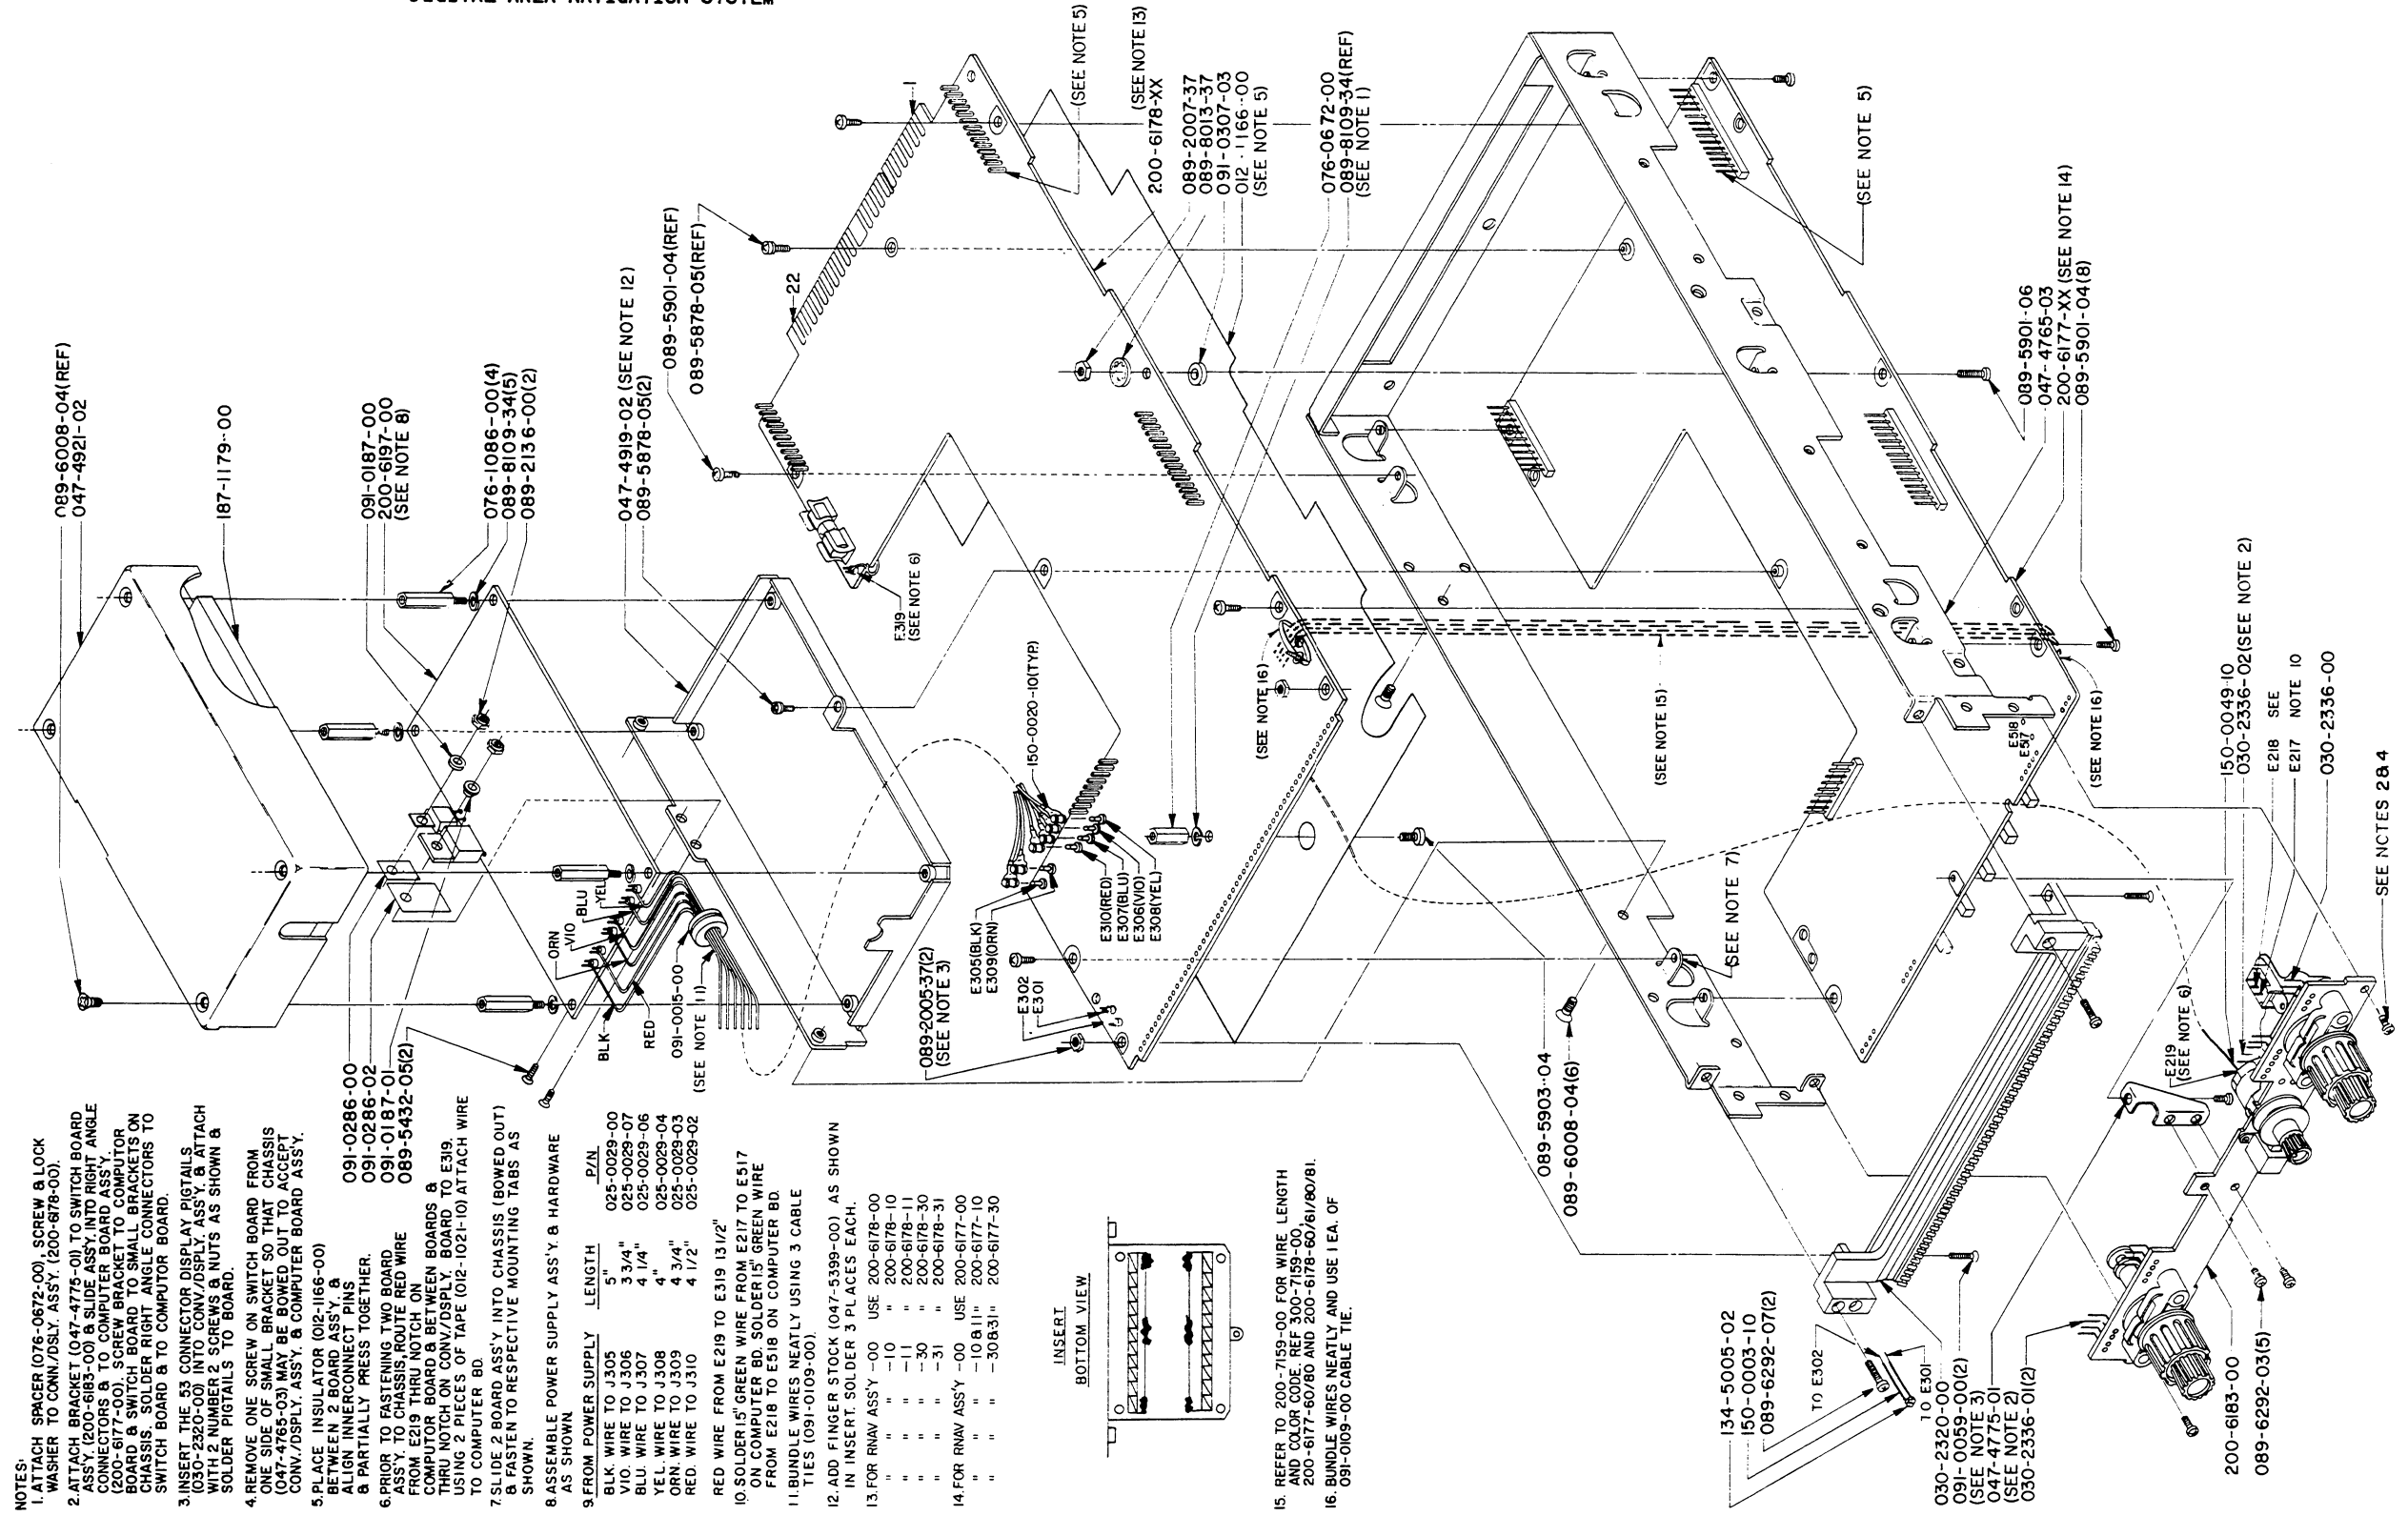 NOTES:
1. ATTACH SPACER (076-0672-00), SCREW & LOCK
WASHER TO CONN./DSLY. ASS'Y. (200-6178-00).
2. ATTACH BRACKET (047-4775-01) TO SWITCH BOARD
ASS'Y. (200-6183-00) & SLIDE ASS'Y. INTO RIGHT ANGLE
CONNECTORS & TO COMPUTER BOARD ASS'Y.
(200-6177-00). SCREW BRACKET TO COMPUTOR
BOARD & SWITCH BOARD TO SMALL BRACKETS ON
CHASSIS. SOLDER RIGHT ANGLE CONNECTORS TO
SWITCH BOARD & TO COMPUTOR BOARD.
3. INSERT THE 53 CONNECTOR DISPLAY PIGTAILS
(030-2320-00) INTO CONV./DSPLY. ASS'Y. & ATTACH
WITH 2 NUMBER 2 SCREWS & NUTS AS SHOWN &
SOLDER PIGTAILS TO BOARD.
4. REMOVE ONE SCREW ON SWITCH BOARD FROM
ONE SIDE OF SMALL BRACKET SO THAT CHASSIS
(047-4765-03) MAY BE BOWED OUT TO ACCEPT
CONV./DSPLY. ASS'Y. & COMPUTER BOARD ASS'Y.
5. PLACE INSULATOR (012-1166-00)
BETWEEN 2 BOARD ASS'Y. &
ALIGN INNERCONNECT PINS
& PARTIALLY PRESS TOGETHER.
6. PRIOR TO FASTENING TWO BOARD
ASS'Y. TO CHASSIS, ROUTE RED WIRE
FROM E219 THRU NOTCH ON
COMPUTOR BOARD & BETWEEN BOARDS &
THRU NOTCH ON CONV./DSPLY. BOARD TO E319.
USING 2 PIECES OF TAPE (012-1021-10) ATTACH WIRE
TO COMPUTER BD.
7. SLIDE 2 BOARD ASS'Y INTO CHASSIS (BOWED OUT)
& FASTEN TO RESPECTIVE MOUNTING TABS AS
SHOWN.
8. ASSEMBLE POWER SUPPLY ASS'Y. & HARDWARE
AS SHOWN
9. FROM POWER SUPPLY LENGTH P/N
BLK. WIRE TO J305 5" 025-0029-00
VIO. WIRE TO J306 3 3/4" 025-0029-07
BLU. WIRE TO J307 4 1/4" 025-0029-06
YEL. WIRE TO J308 4" 025-0029-04
ORN. WIRE TO J309 4 3/4" 025-0029-03
RED. WIRE TO J310 4 1/2" 025-0029-02
RED WIRE FROM E219 TO E319 13 1/2"
10. SOLDER 1.5" GREEN WIRE FROM E217 TO E517
ON COMPUTER BD. SOLDER 1.5" GREEN WIRE
FROM E218 TO E518 ON COMPUTER BD.
11. BUNDLE WIRES NEATLY USING 3 CABLE
TIES (091-0109-00).
12. ADD FINGER STOCK (047-5399-00) AS SHOWN
IN INSERT. SOLDER 3 PLACES EACH.
13. FOR RNAV ASS'Y -00 USE 200-6178-00
" " " -10 " 200-6178-10
" " " -11 " 200-6178-11
" " " -30 " 200-6178-30
" " " -31 " 200-6178-31
14. FOR RNAV ASS'Y -00 USE 200-6177-00
" " " -10&11 " 200-6177-10
" " " -30&31 " 200-6177-30
INSERT
BOTTOM VIEW
15. REFER TO 200-7159-00 FOR WIRE LENGTH
AND COLOR CODE. REF 300-7159-00,
200-6177-60/80 AND 200-6178-60/61/80/81.
16. BUNDLE WIRES NEATLY AND USE 1 EA. OF
091-0109-00 CABLE TIE.
089-6008-04(REF)
047-4921-02
187-1179-00
091-0187-00
200-6197-00
(SEE NOTE 8)
076-1086-00(4)
089-8109-34(5)
089-2136-00(2)
047-4919-02 (SEE NOTE 12)
089-5878-05(2)
089-5901-04(REF)
089-5878-05(REF)
22
1
(SEE NOTE 5)
(SEE NOTE 13)
200-6178-XX
089-2007-37
089-8013-37
091-0307-03
012-1166-00
(SEE NOTE 5)
076-0672-00
089-8109-34(REF)
(SEE NOTE 1)
E319
(SEE NOTE 6)
150-0020-10(TYP.)
091-0286-00
091-0286-02
091-0187-01
089-5432-05(2)
BLK
RED
ORN
VIO
BLU
YEL
091-0015-00
(SEE NOTE 11)
089-2005-37(2)
(SEE NOTE 3)
E305(BLK)
E309(ORN)
E302
E301
E310(RED)
E307(BLU)
E306(VIO)
E308(YEL)
(SEE NOTE 16)
(SEE NOTE 15)
(SEE NOTE 5)
089-5901-06
047-4765-03
200-6177-XX (SEE NOTE 14)
089-5901-04(8)
089-5903-04
089-6008-04(6)
(SEE NOTE 7)
E518
E517
(SEE NOTE 16)
150-0049-10
030-2336-02(SEE NOTE 2)
E218 SEE
E217 NOTE 10
030-2336-00
E219
(SEE NOTE 6)
SEE NOTES 2&4
134-5005-02
150-0003-10
089-6292-07(2)
TO E302
TO E301
030-2320-00
091-0059-00(2)
(SEE NOTE 3)
047-4775-01
(SEE NOTE 2)
030-2336-01(2)
200-6183-00
089-6292-03(5)